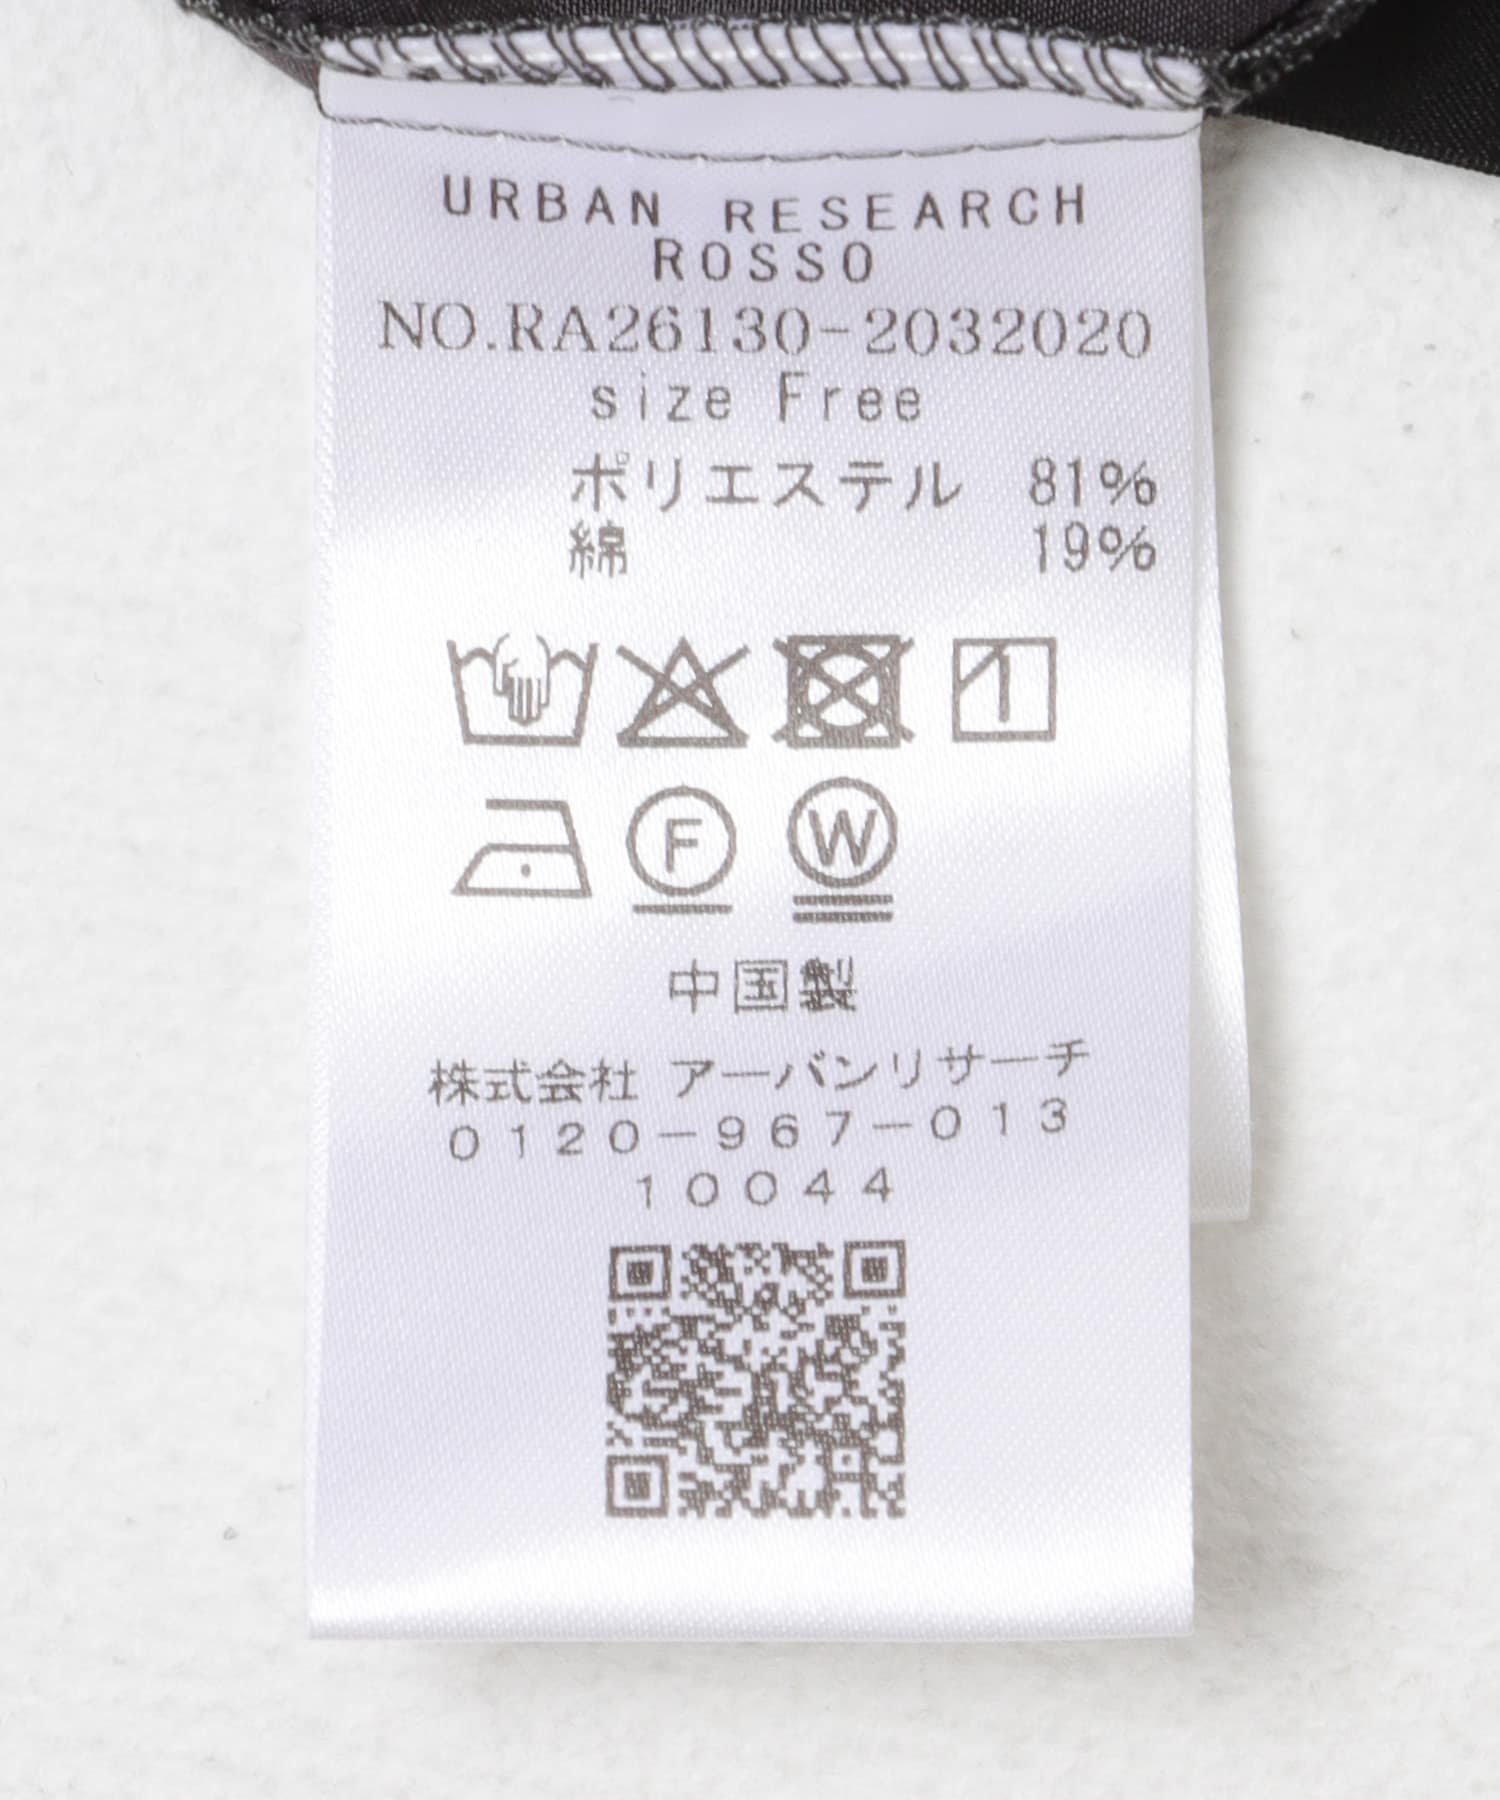 URBAN RESEARCH
ROSSO
NO.RA26130-2032020
size Free
ポリエステル 81%
綿 19%
F W
中国製
株式会社 アーバンリサーチ
0120-967-013
10044